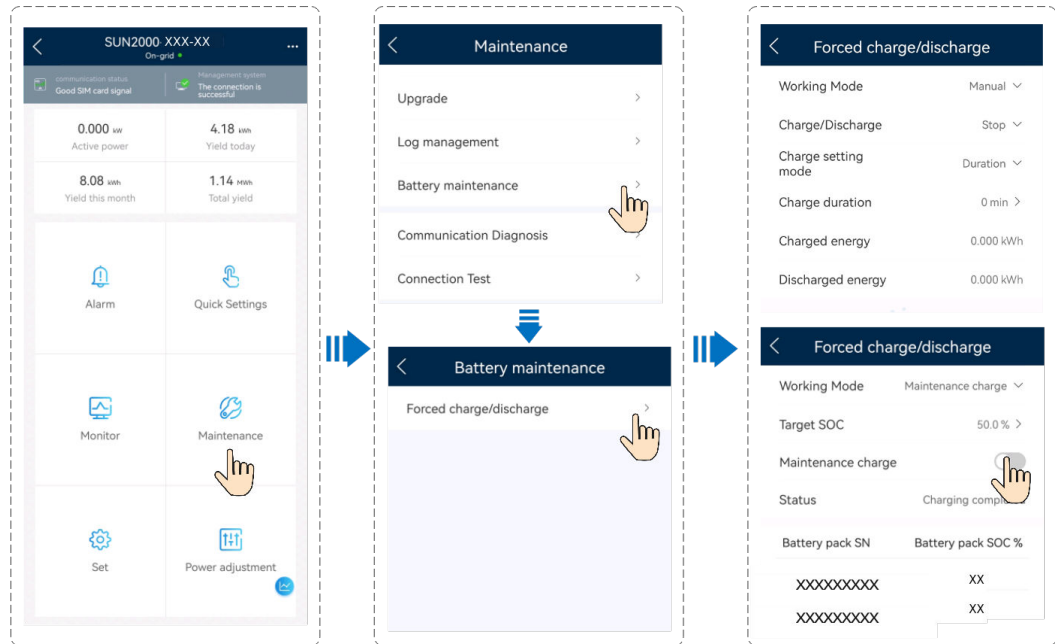 SUN2000 XXX-XX
On-grid
communication status
Good SIM card signal
Management system
The connection is
successful
0.000 kW
Active power
4.18 kWh
Yield today
8.08 kWh
Yield this month
1.14 MWh
Total yield
Alarm
Quick Settings
Monitor
Maintenance
Set
Power adjustment
Maintenance
Upgrade
Log management
Battery maintenance
Communication Diagnosis
Connection Test
Battery maintenance
Forced charge/discharge
Forced charge/discharge
Working Mode Manual
Charge/Discharge Stop
Charge setting
mode
Duration
Charge duration 0 min
Charged energy 0.000 kWh
Discharged energy 0.000 kWh
Forced charge/discharge
Working Mode Maintenance charge
Target SOC 50.0 %
Maintenance charge
Status Charging
Battery pack SN Battery pack SOC %
XXXXXXXXX XX
XXXXXXXXX XX